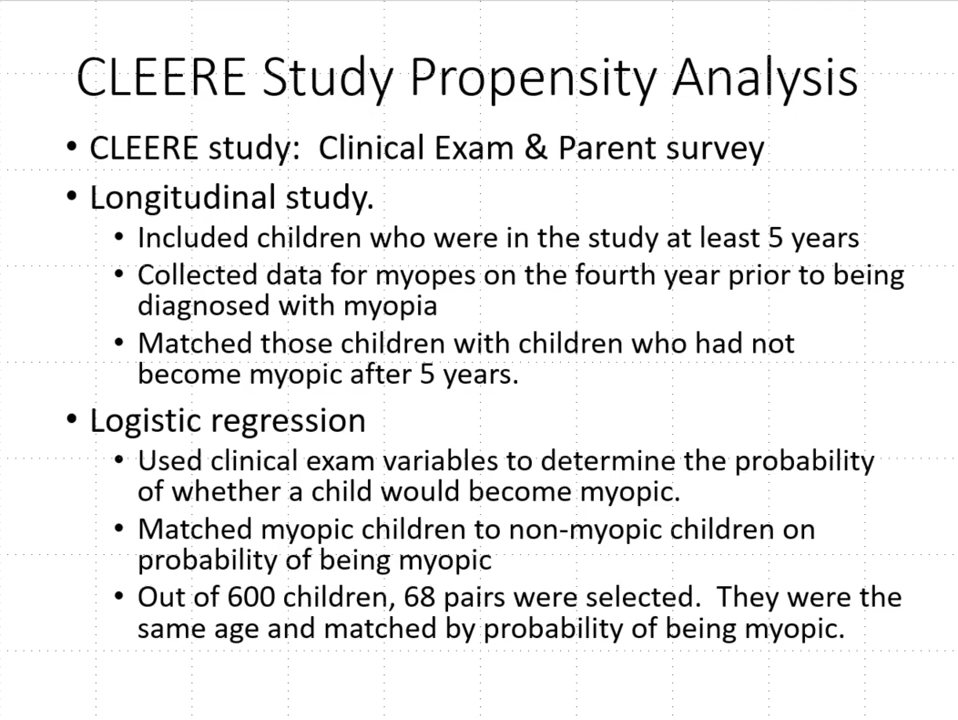 CLEERE Study Propensity Analysis
• CLEERE study:  Clinical Exam & Parent survey
• Longitudinal study.
• Included children who were in the study at least 5 years
• Collected data for myopes on the fourth year prior to being
diagnosed with myopia
• Matched those children with children who had not
become myopic after 5 years.
• Logistic regression
• Used clinical exam variables to determine the probability
of whether a child would become myopic.
• Matched myopic children to non-myopic children on
probability of being myopic
• Out of 600 children, 68 pairs were selected.  They were the
same age and matched by probability of being myopic.